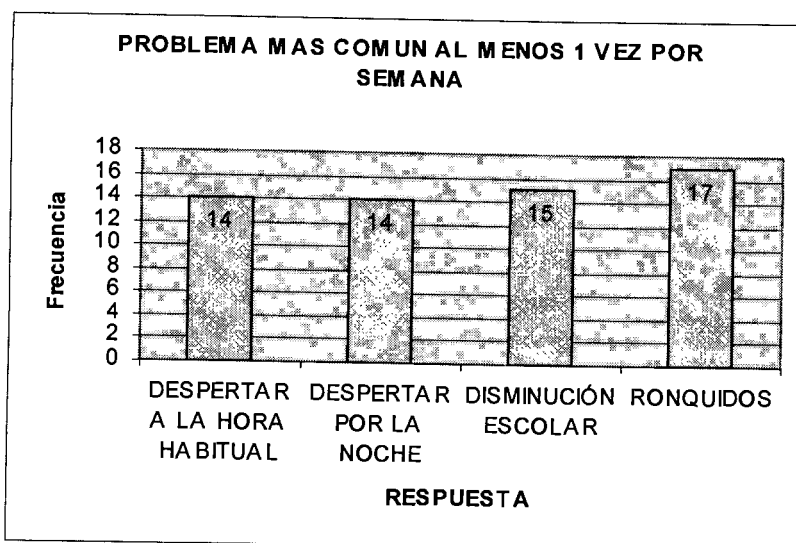 PROBLEMA MAS COMUN AL MENOS 1 VEZ POR
SEMANA
Frecuencia
18
16
14
12
10
8
6
4
2
0
14
14
15
17
DESPERTAR
A LA HORA
HABITUAL
DESPERTAR
POR LA
NOCHE
DISMINUCIÓN
ESCOLAR
RONQUIDOS
RESPUESTA